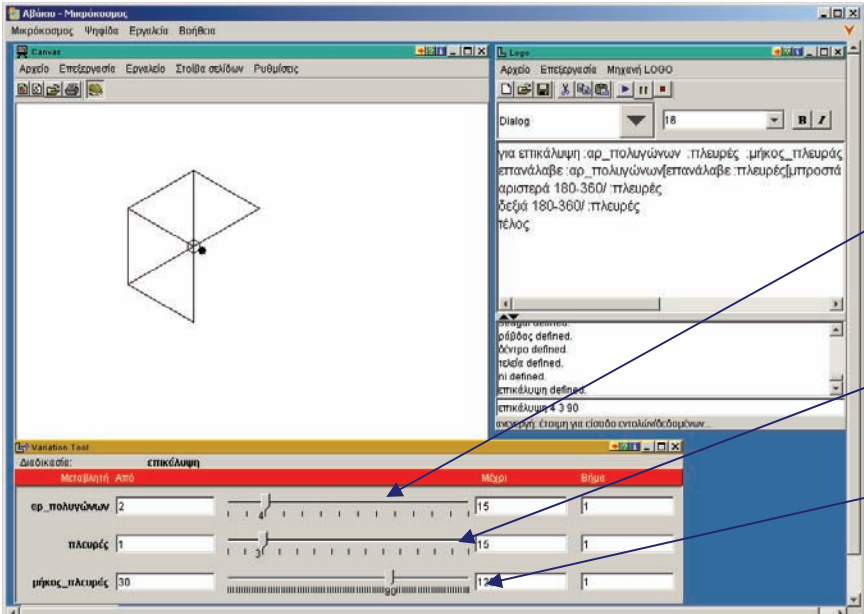 Αβάκιο - Μικρόκοσμος
Μικρόκοσμος Ψηφίδα Εργαλεία Βοήθεια
Canvas
Αρχείο Επεξεργασία Εργαλείο Στοίβα σελίδων Ρυθμίσεις
Logo
Αρχείο Επεξεργασία Μηχανή LOGO
Dialog 16 B I
για επικάλυψη :αρ_πολυγώνων :πλευρές :μήκος_πλευράς
επανάλαβε :αρ_πολυγώνων[επανάλαβε :πλευρές[μπροστά
αριστερά 180-360/ :πλευρές
δεξιά 180-360/ :πλευρές
τέλος
defined.
ράβδος defined.
δέντρο defined.
τελεία defined.
ni defined.
επικάλυψη defined.
επικάλυψη 4 3 90
ανενεργή: έτοιμη για είσοδο εντολών/δεδομένων...
Variation Tool
Διαδικασία: επικάλυψη
Μεταβλητή Από Μέχρι Βήμα
αρ_πολυγώνων 2 4 15 1
πλευρές 1 3 15 1
μήκος_πλευρές 30 90 1